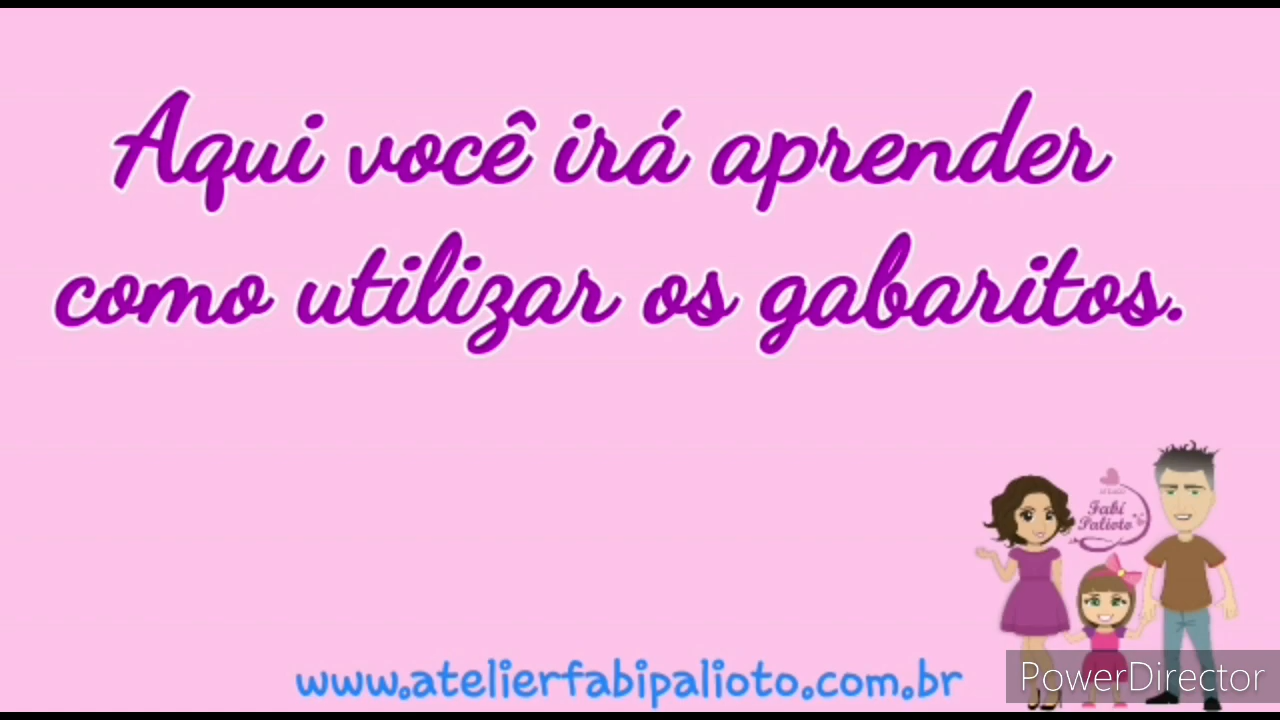 Aqui você irá aprender
como utilizar os gabaritos.
Fabi
Palioto
www.atelierfabipalioto.com.br
PowerDirector